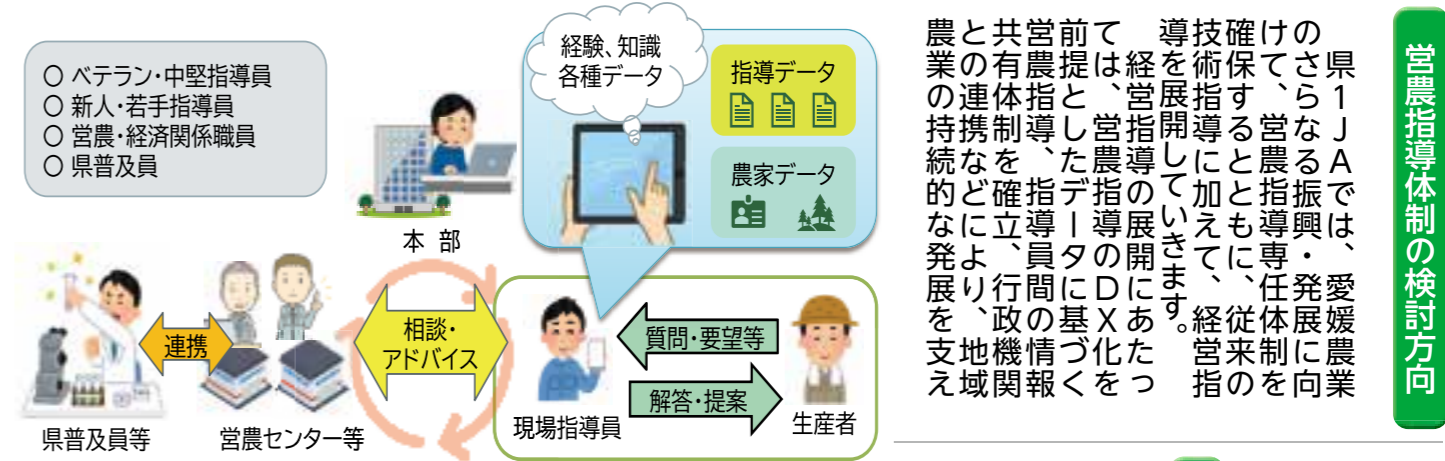 営農指導体制の検討方向
県1JAでは、愛媛農業
のさらなる振興・発展に向
けて、営農指導専任体制を
確保するとともに、従来の
技術指導に加えて、経営指
導を展開していきます。
経営指導の展開にあたっ
ては、営農指導のDX化を
前提としたデータに基づく
営農指導、指導員間の情報
共有体制を確立、行政機関
との連携などにより、地域
農業の持続的な発展を支え
〇 ベテラン・中堅指導員
〇 新人・若手指導員
〇 営農・経済関係職員
〇 県普及員
本 部
経験、知識
各種データ
指導データ
農家データ
県普及員等
連携
営農センター等
相談・
アドバイス
現場指導員
質問・要望等
解答・提案
生産者